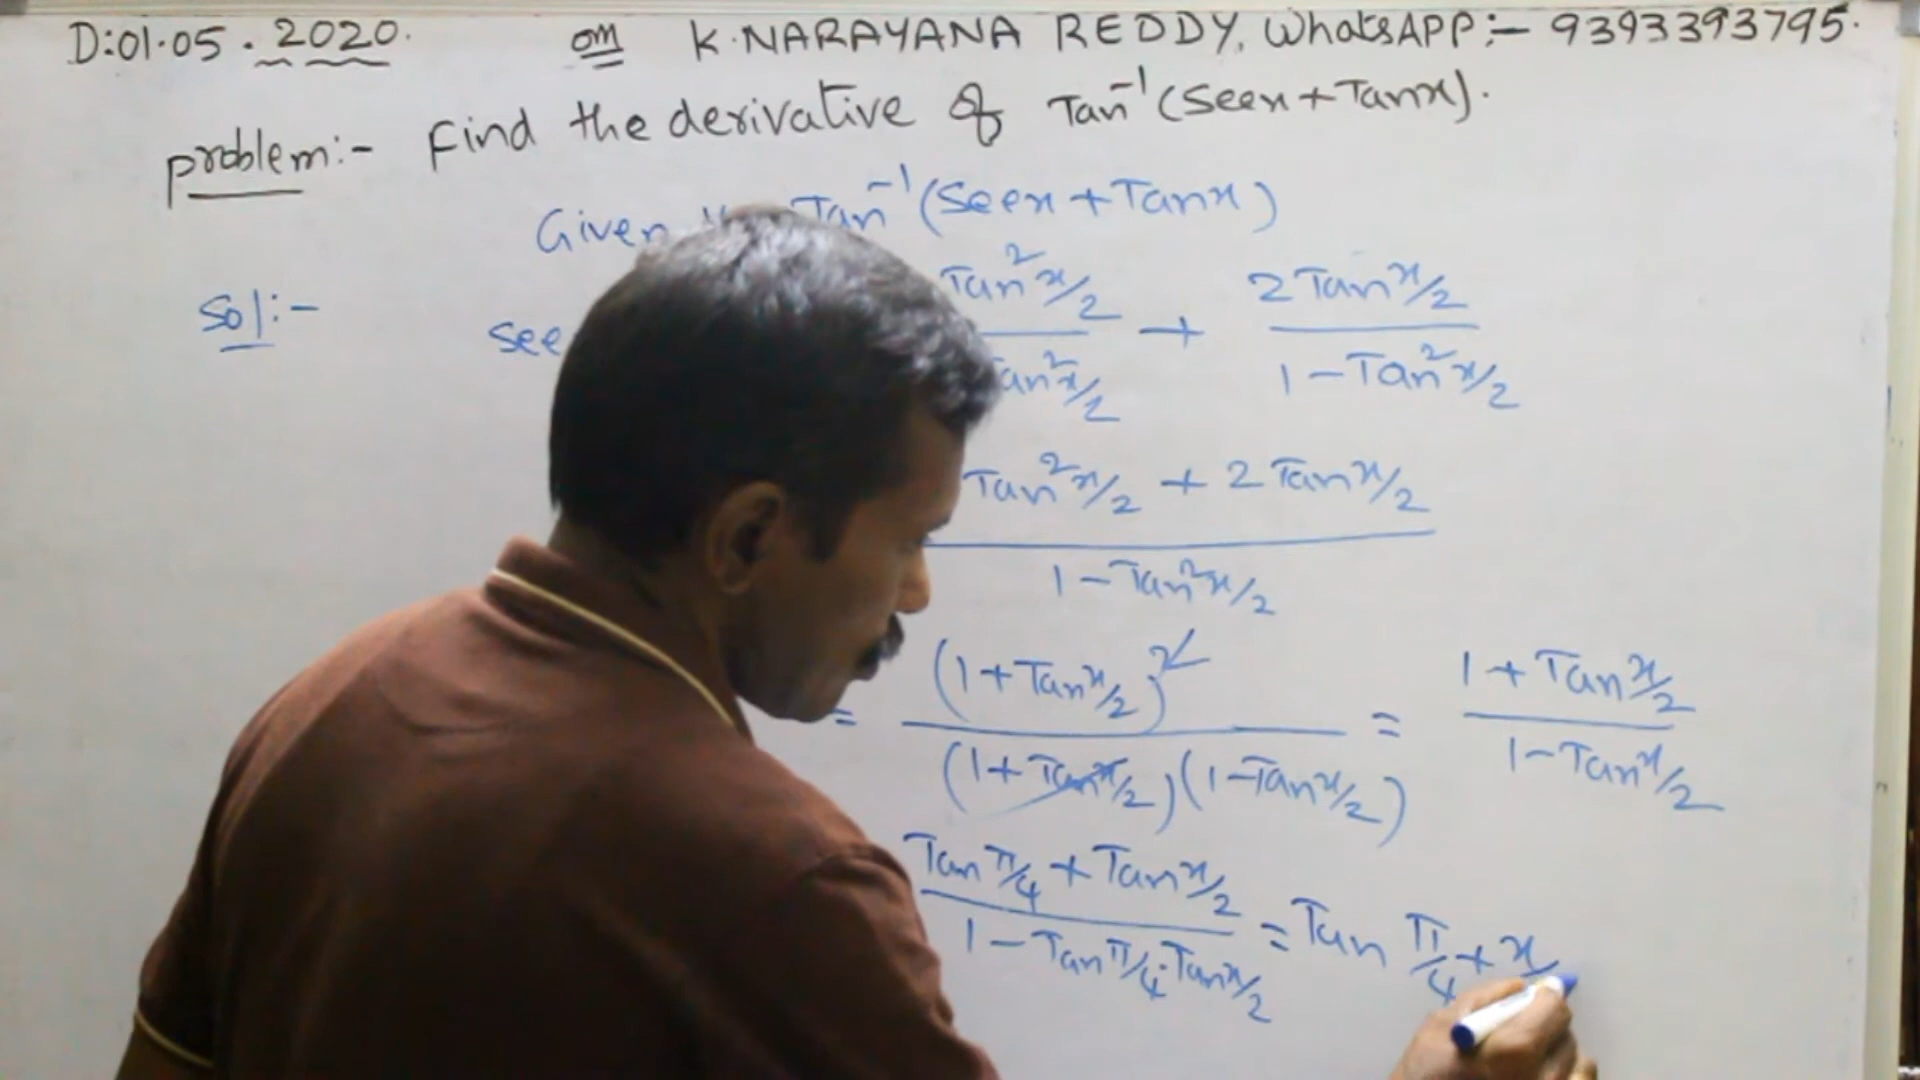 D:01.05.2020. om K.NARAYANA REDDY, WhatsAPP:- 9393393795.
problem:- Find the derivative of Tan⁻¹(Secx+Tanx).
Given Tan⁻¹(Secx+Tanx)
Sol:- Sec Tan²x/2 + 2Tanx/2
Tan²x/2 1-Tan²x/2
Tan²x/2 + 2Tanx/2
1-Tan²x/2
= (1+Tanx/2)² = 1+Tanx/2
(1+Tanx/2)(1-Tanx/2) 1-Tanx/2
Tanπ/4+Tanx/2 = Tan π/4+x
1-Tanπ/4.Tanx/2